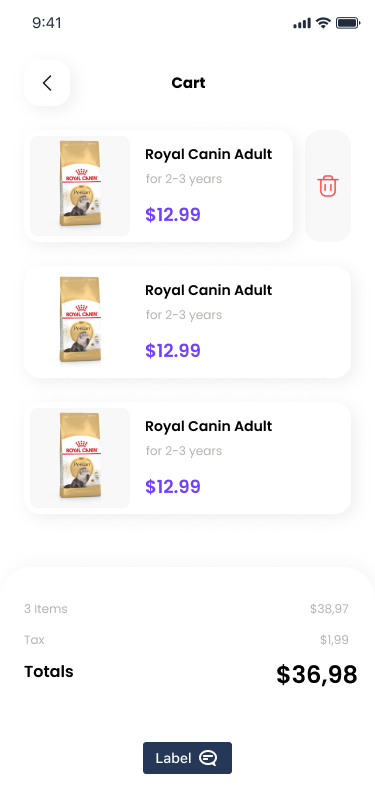 9:41
Cart
ROYAL CANIN
Persian
Royal Canin Adult
for 2-3 years
$12.99
ROYAL CANIN
Persian
Royal Canin Adult
for 2-3 years
$12.99
ROYAL CANIN
Persian
Royal Canin Adult
for 2-3 years
$12.99
3 Items $38,97
Tax $1,99
Totals $36,98
Label